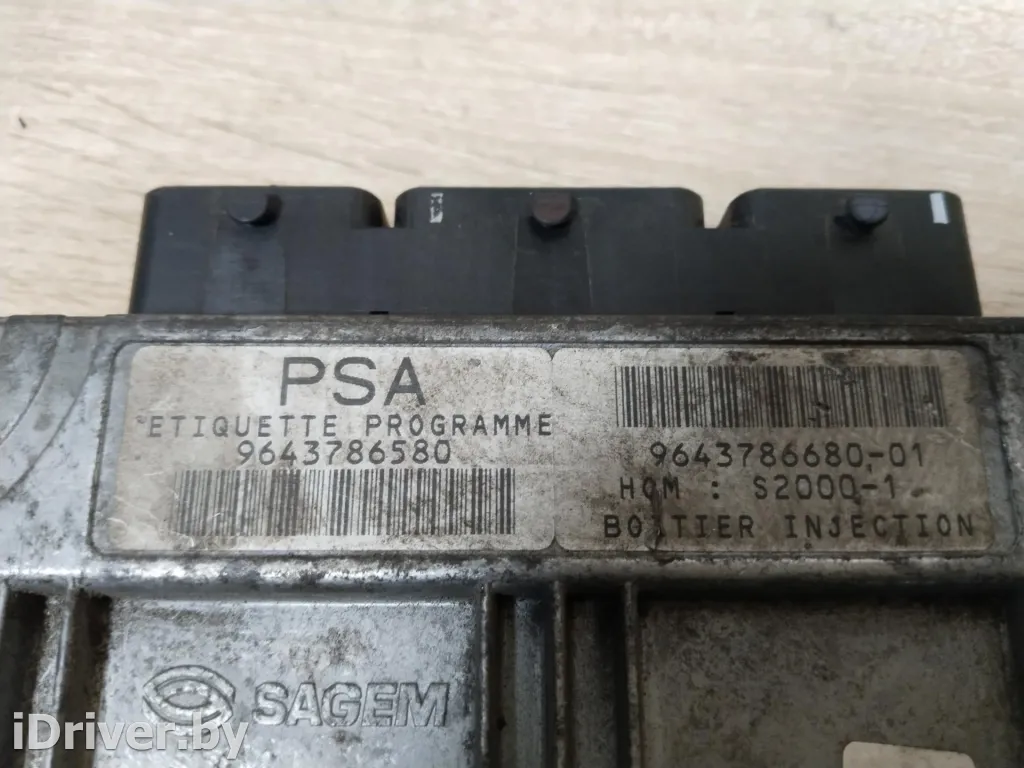 PSA
ETIQUETTE PROGRAMME
9643786580
9643786680-01
HOM : S2000-1
BOITIER INJECTION
SAGEM
iDriver.by